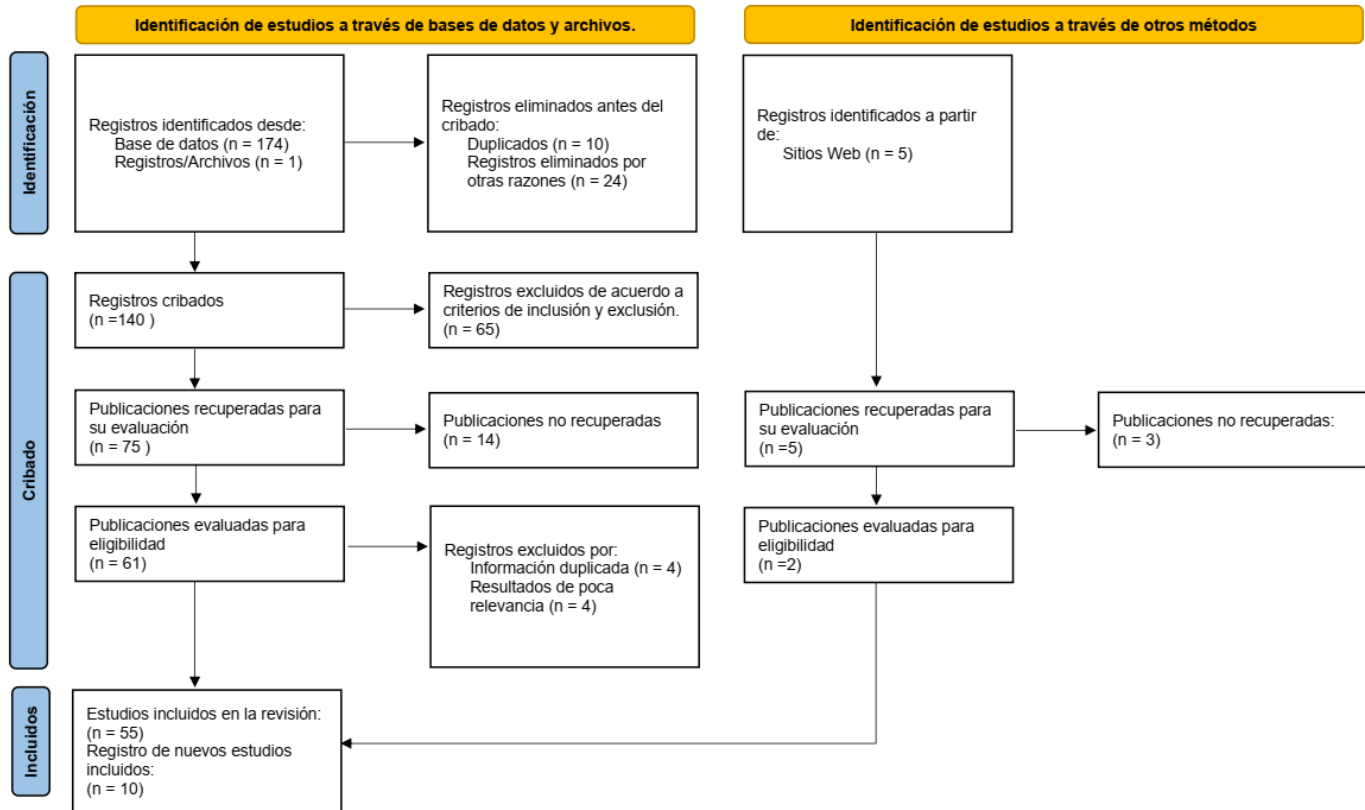 Identificación de estudios a través de bases de datos y archivos.
Identificación de estudios a través de otros métodos
Identificación
Registros identificados desde:
Base de datos (n = 174)
Registros/Archivos (n = 1)
Registros eliminados antes del
cribado:
Duplicados (n = 10)
Registros eliminados por
otras razones (n = 24)
Registros identificados a partir
de:
Sitios Web (n = 5)
Cribado
Registros cribados
(n =140 )
Registros excluidos de acuerdo a
criterios de inclusión y exclusión.
(n = 65)
Publicaciones recuperadas para
su evaluación
(n = 75 )
Publicaciones no recuperadas
(n = 14)
Publicaciones recuperadas para
su evaluación
(n =5)
Publicaciones no recuperadas:
(n = 3)
Publicaciones evaluadas para
eligibilidad
(n = 61)
Registros excluidos por:
Información duplicada (n = 4)
Resultados de poca
relevancia (n = 4)
Publicaciones evaluadas para
eligibilidad
(n =2)
Incluidos
Estudios incluidos en la revisión:
(n = 55)
Registro de nuevos estudios
incluidos:
(n = 10)